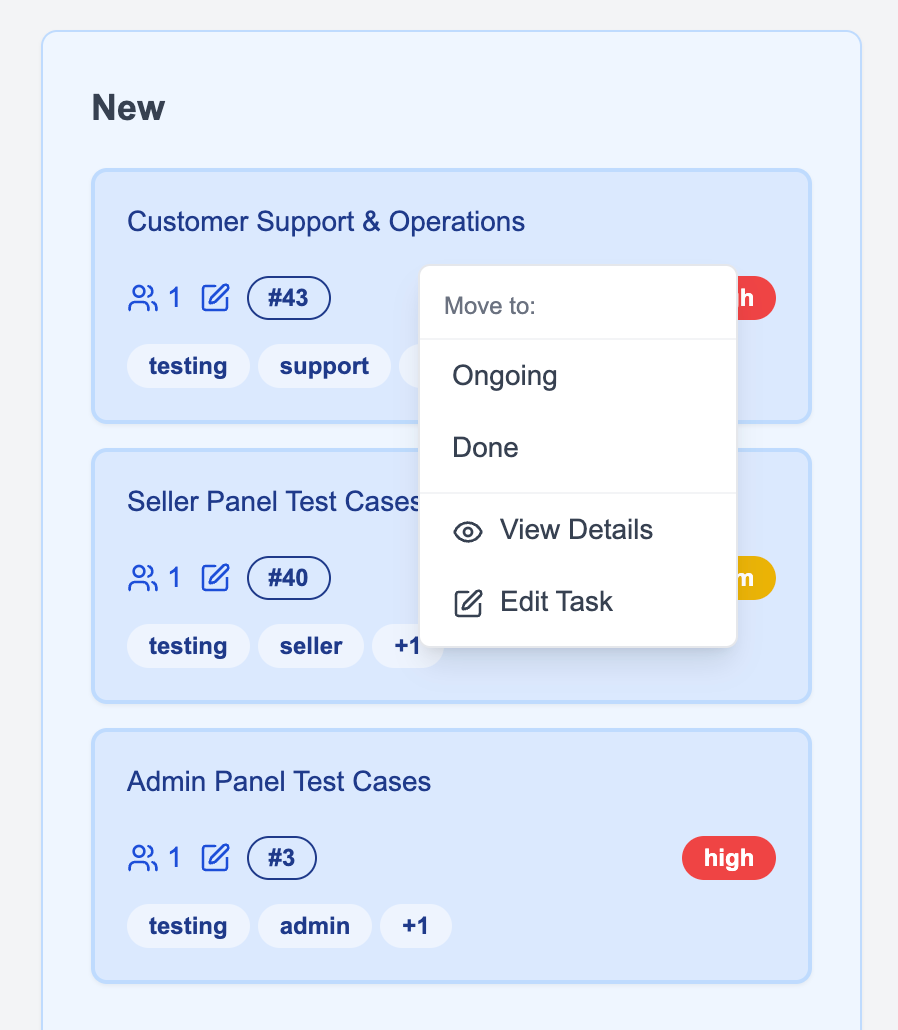 New
Customer Support & Operations
1 #43
testing support
Move to:
Ongoing
Done
View Details
Edit Task
Seller Panel Test Cases
1 #40
testing seller +1
Admin Panel Test Cases
1 #3 high
testing admin +1